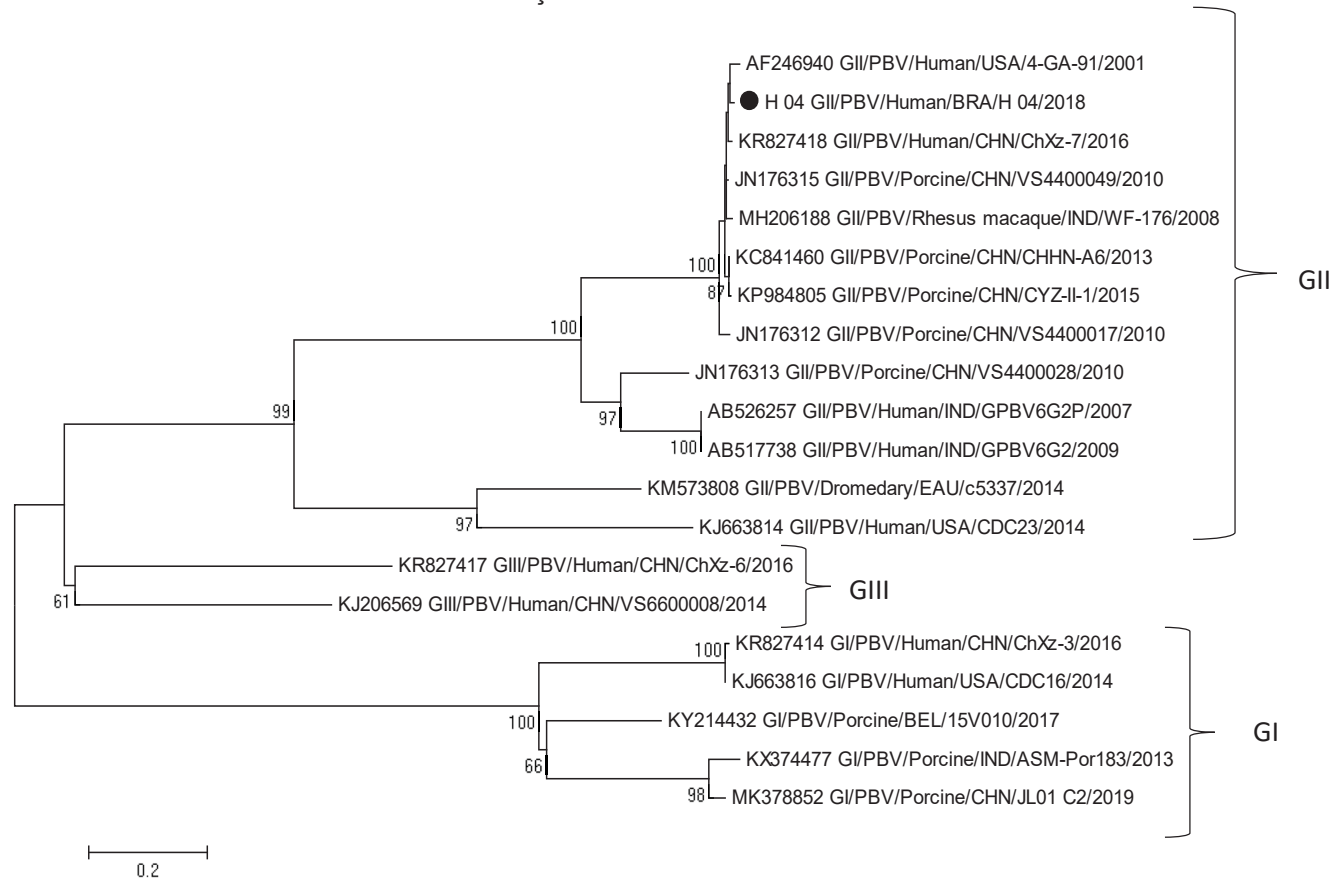 AF246940 GII/PBV/Human/USA/4-GA-91/2001
H 04 GII/PBV/Human/BRA/H 04/2018
KR827418 GII/PBV/Human/CHN/ChXz-7/2016
JN176315 GII/PBV/Porcine/CHN/VS4400049/2010
MH206188 GII/PBV/Rhesus macaque/IND/WF-176/2008
100
KC841460 GII/PBV/Porcine/CHN/CHHN-A6/2013
GII
87
KP984805 GII/PBV/Porcine/CHN/CYZ-II-1/2015
100
JN176312 GII/PBV/Porcine/CHN/VS4400017/2010
JN176313 GII/PBV/Porcine/CHN/VS4400028/2010
99
97
AB526257 GII/PBV/Human/IND/GPBV6G2P/2007
100
AB517738 GII/PBV/Human/IND/GPBV6G2/2009
KM573808 GII/PBV/Dromedary/EAU/c5337/2014
97
KJ663814 GII/PBV/Human/USA/CDC23/2014
KR827417 GIII/PBV/Human/CHN/ChXz-6/2016
GIII
61
KJ206569 GIII/PBV/Human/CHN/VS6600008/2014
100
KR827414 GI/PBV/Human/CHN/ChXz-3/2016
KJ663816 GI/PBV/Human/USA/CDC16/2014
100
KY214432 GI/PBV/Porcine/BEL/15V010/2017
GI
66
KX374477 GI/PBV/Porcine/IND/ASM-Por183/2013
98
MK378852 GI/PBV/Porcine/CHN/JL01 C2/2019
0.2